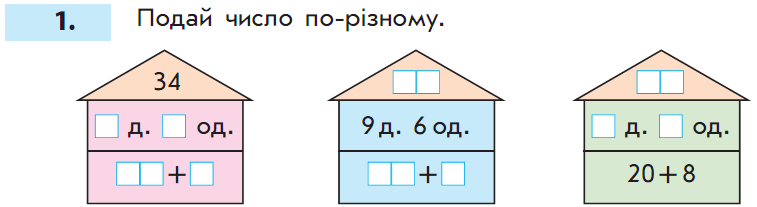 1. Подай число по-різному.
34
д. од. 9 д. 6 од. д. од.
+ + 20 + 8